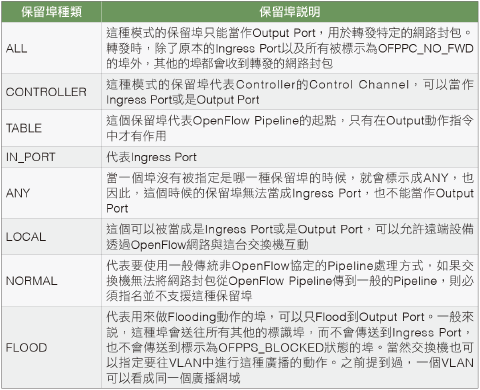 保留埠種類 保留埠說明
ALL
這種模式的保留埠只能當作Output Port，用於轉發特定的網路封包。
轉發時，除了原本的Ingress Port以及所有被標示為OFPPC_NO_FWD
的埠外，其他的埠都會收到轉發的網路封包
CONTROLLER
這種模式的保留埠代表Controller的Control Channel，可以當作
Ingress Port或是Output Port
TABLE
這個保留埠代表OpenFlow Pipeline的起點，只有在Output動作指令
中才有作用
IN_PORT
代表Ingress Port
ANY
當一個埠沒有被指定是哪一種保留埠的時候，就會標示成ANY，也
因此，這個時候的保留埠無法當成Ingress Port，也不能當作Output
Port
LOCAL
這個可以被當成是Ingress Port或是Output Port，可以允許遠端設備
透過OpenFlow網路與這台交換機互動
NORMAL
代表要使用一般傳統非OpenFlow協定的Pipeline處理方式，如果交
換機無法將網路封包從OpenFlow Pipeline傳到一般的Pipeline，則必
須指名並不支援這種保留埠
FLOOD
代表用來做Flooding動作的埠，可以只Flood到Output Port。一般來
說，這種埠會送往所有其他的標識埠，而不會傳送到Ingress Port，
也不會傳送到標示為OFPPS_BLOCKED狀態的埠。當然交換機也可
以指定要往VLAN中進行這種廣播的動作。之前提到過，一個VLAN
可以看成同一個廣播網域